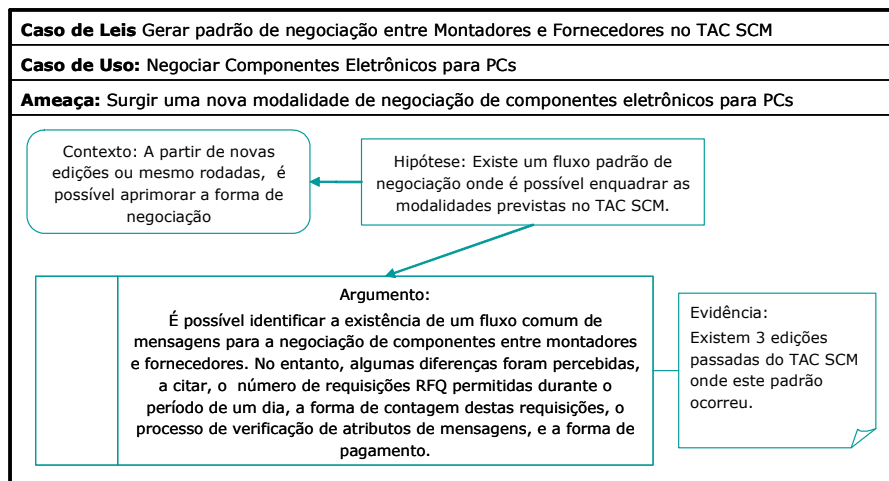 Caso de Leis Gerar padrão de negociação entre Montadores e Fornecedores no TAC SCM
Caso de Uso: Negociar Componentes Eletrônicos para PCs
Ameaça: Surgir uma nova modalidade de negociação de componentes eletrônicos para PCs
Contexto: A partir de novas
edições ou mesmo rodadas, é
possível aprimorar a forma de
negociação
Hipótese: Existe um fluxo padrão de
negociação onde é possível enquadrar as
modalidades previstas no TAC SCM.
Argumento:
É possível identificar a existência de um fluxo comum de
mensagens para a negociação de componentes entre montadores
e fornecedores. No entanto, algumas diferenças foram percebidas,
a citar, o número de requisições RFQ permitidas durante o
período de um dia, a forma de contagem destas requisições, o
processo de verificação de atributos de mensagens, e a forma de
pagamento.
Evidência:
Existem 3 edições
passadas do TAC SCM
onde este padrão
ocorreu.